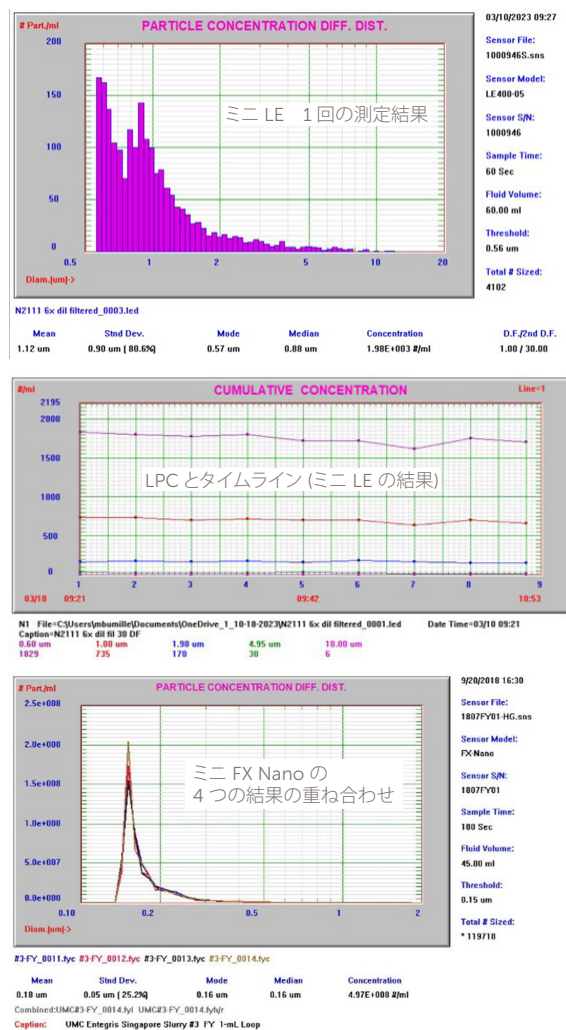 # Part./ml
PARTICLE CONCENTRATION DIFF. DIST.
03/10/2023 09:27
Sensor File:
1000946S.sns
Sensor Model:
LE400-05
Sensor S/N:
1000946
Sample Time:
60 Sec
Fluid Volume:
60.00 ml
Threshold:
0.56 um
Total # Sized:
4102
200
150
100
50
0
ミニ LE 1 回の測定結果
0.5 1 2 5 10 20
Diam.[um]->
N2111 6x dil filtered_0003.led
Mean Stnd Dev. Mode Median Concentration D.F./2nd D.F.
1.12 um 0.90 um ( 80.6%) 0.57 um 0.88 um 1.98E+003 #/ml 1.00 / 30.00
#/ml CUMULATIVE CONCENTRATION Line=1
2195
2000
1500
1000
500
0
LPC とタイムライン (ミニ LE の結果)
1 2 3 4 5 6 7 8 9
03/10 09:21 09:42 10:53
N1 File=C:\Users\mbumille\Documents\OneDrive_1_10-18-2023\N2111 6x dil filtered_0001.led Date Time=03/10 09:21
Caption=N2111 6x dil fil 30 DF
0.60 um 1.00 um 1.98 um 4.95 um 10.00 um
1829 735 170 30 6
# Part./ml
PARTICLE CONCENTRATION DIFF. DIST.
9/20/2018 16:30
Sensor File:
1807FY01-HG.sns
Sensor Model:
FX-Nano
Sensor S/N:
1807FY01
Sample Time:
180 Sec
Fluid Volume:
45.00 ml
Threshold:
0.15 um
Total # Sized:
* 119718
2.5e+008
2.0e+008
1.5e+008
1.0e+008
5.0e+007
0.0e+000
ミニ FX Nano の
4 つの結果の重ね合わせ
0.10 0.2 0.5 1 2
Diam.[um]->
#3-FY_0011.fyc #3-FY_0012.fyc #3-FY_0013.fyc #3-FY_0014.fyc
Mean Stnd Dev. Mode Median Concentration
0.18 um 0.05 um ( 25.2%) 0.16 um 0.16 um 4.97E+008 #/ml
Combined:UMC#3-FY_0014.fyl UMC#3-FY_0014.fyh/r
Caption: UMC Entegris Singapore Slurry #3 FY 1-mL Loop